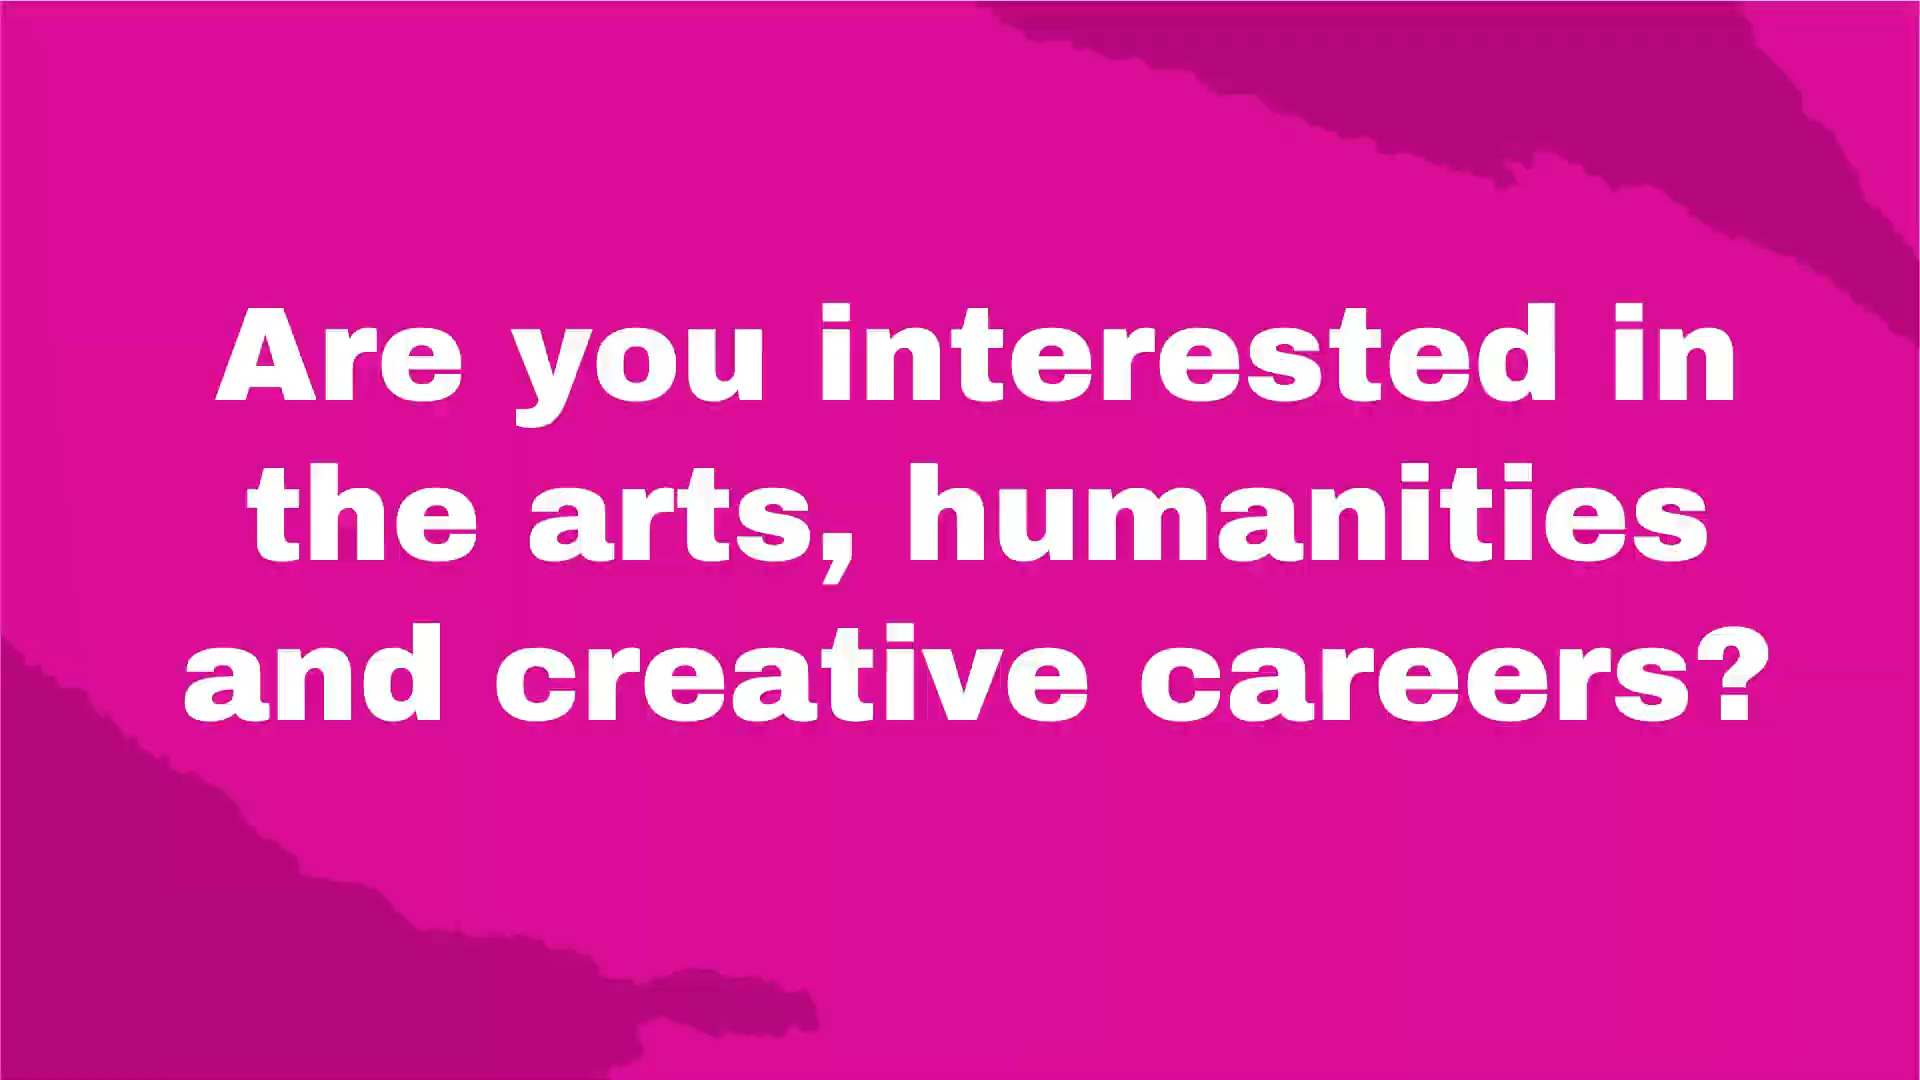 Are you interested in
the arts, humanities
and creative careers?